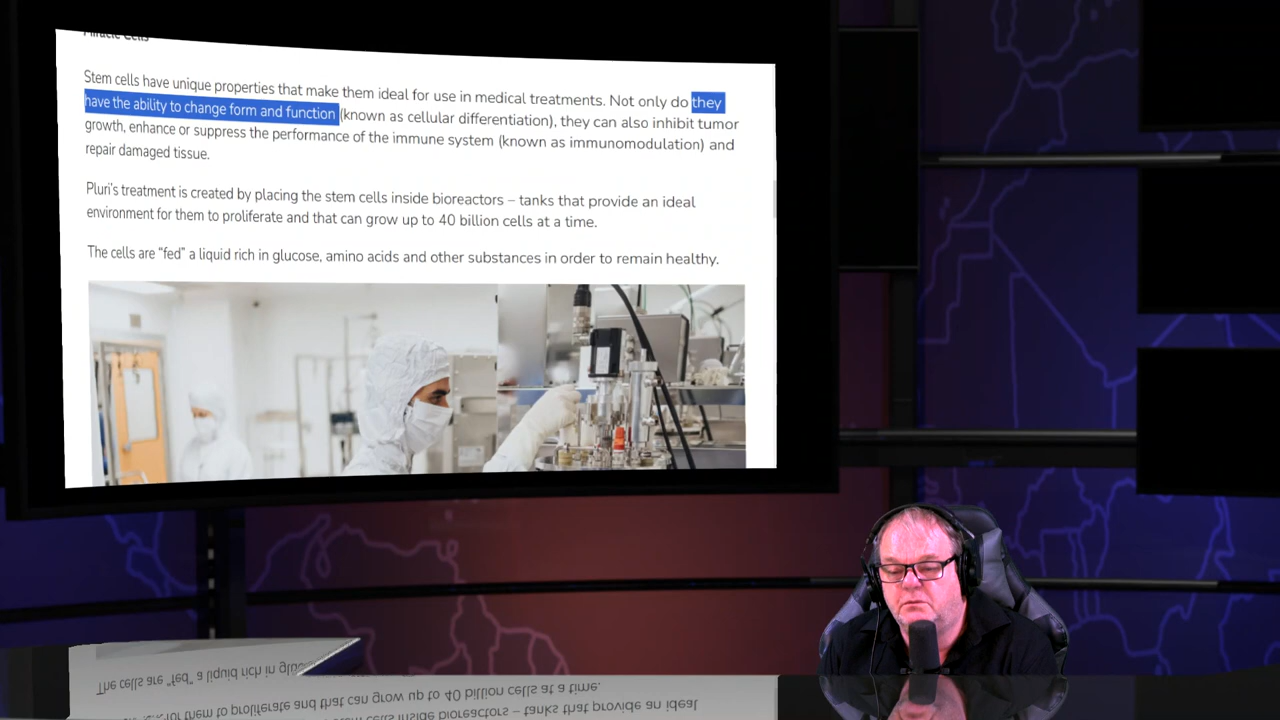 Miracle Cells
Stem cells have unique properties that make them ideal for use in medical treatments. Not only do they
have the ability to change form and function (known as cellular differentiation), they can also inhibit tumor
growth, enhance or suppress the performance of the immune system (known as immunomodulation) and
repair damaged tissue.
Pluri's treatment is created by placing the stem cells inside bioreactors – tanks that provide an ideal
environment for them to proliferate and that can grow up to 40 billion cells at a time.
The cells are “fed” a liquid rich in glucose, amino acids and other substances in order to remain healthy.